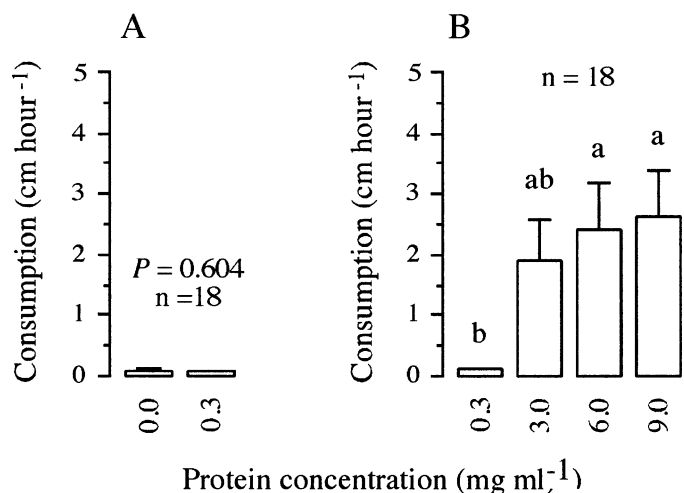 A
Consumption (cm hour⁻¹)
5
4
3
2
1
0
P = 0.604
n =18
0.0
0.3
B
Consumption (cm hour⁻¹)
5
4
3
2
1
0
n = 18
b
ab
a
a
0.3
3.0
6.0
9.0
Protein concentration (mg ml⁻¹)